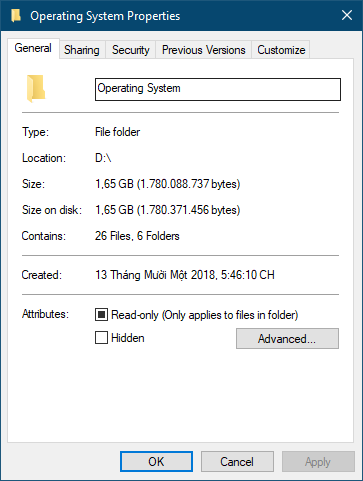 Operating System Properties
General Sharing Security Previous Versions Customize
Operating System
Type: File folder
Location: D:\
Size: 1,65 GB (1.780.088.737 bytes)
Size on disk: 1,65 GB (1.780.371.456 bytes)
Contains: 26 Files, 6 Folders
Created: 13 Tháng Mười Một 2018, 5:46:10 CH
Attributes: Read-only (Only applies to files in folder)
Hidden Advanced...
OK Cancel Apply